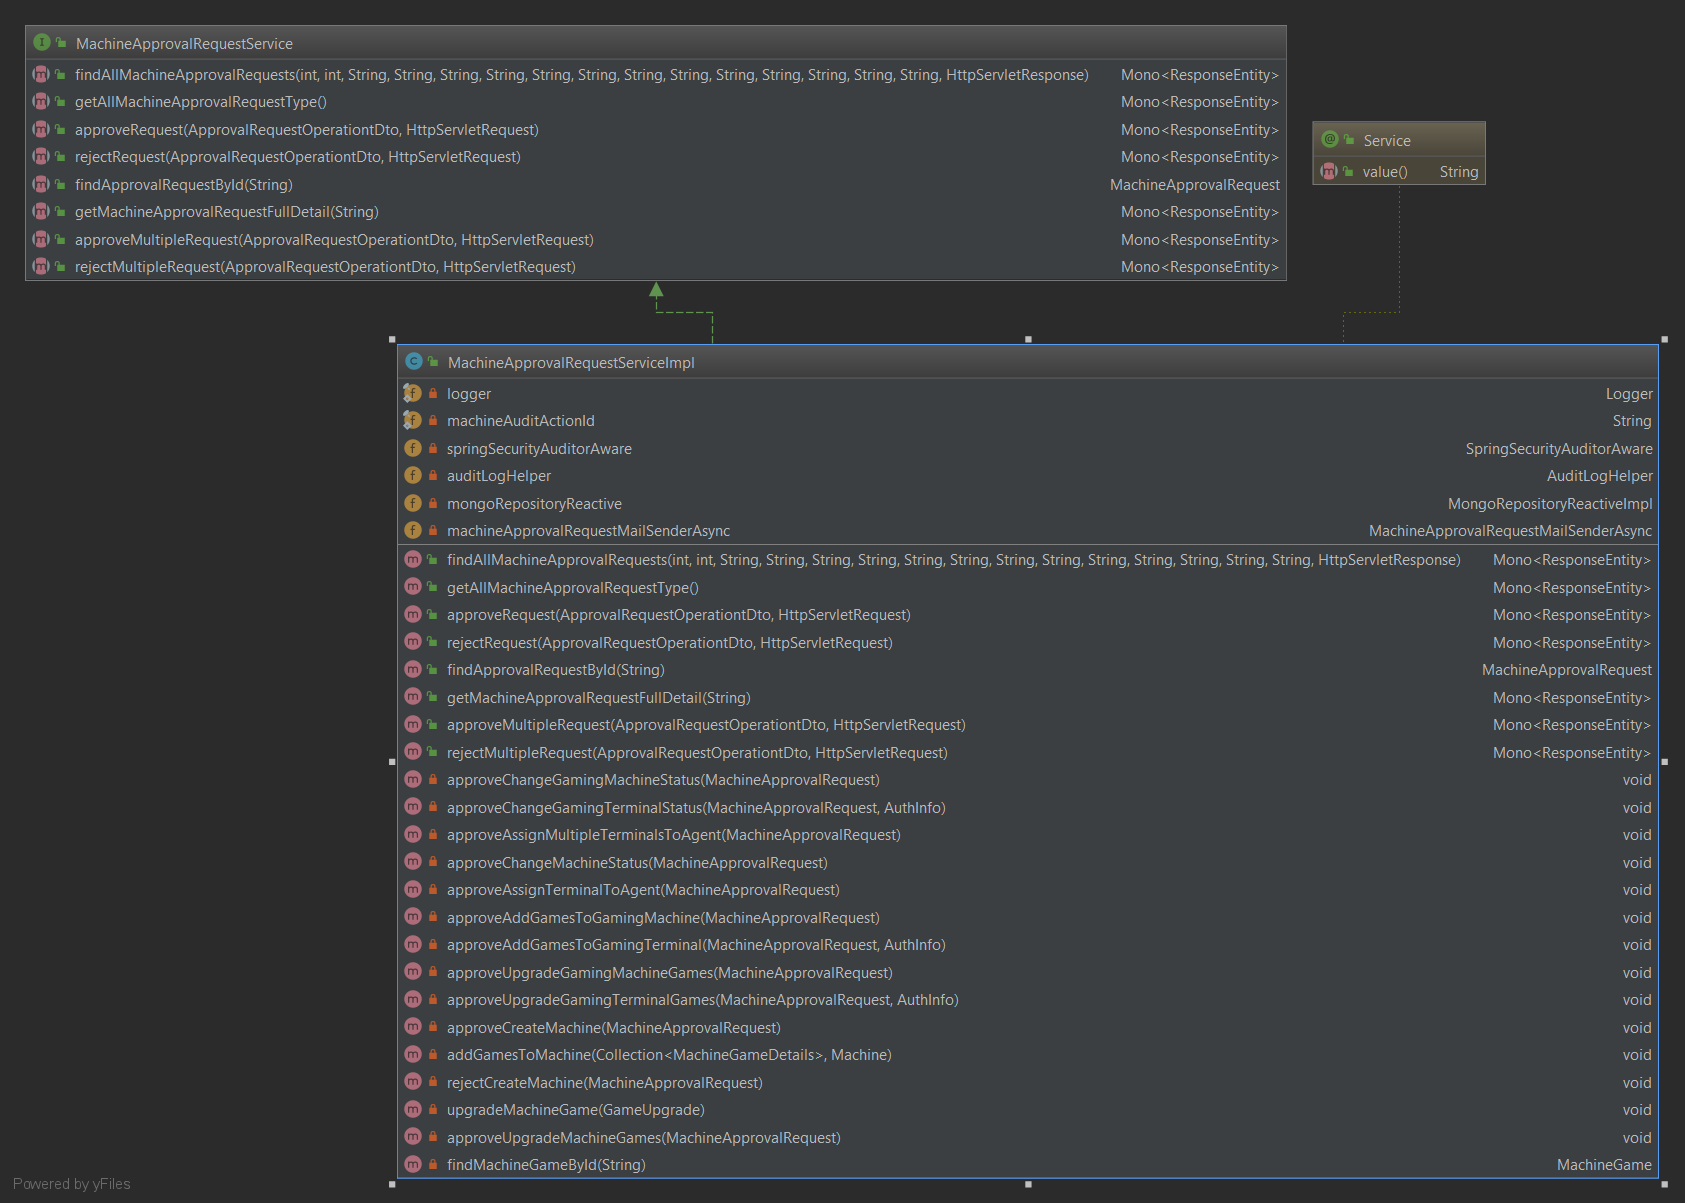 MachineApprovalRequestService
findAllMachineApprovalRequests(int, int, String, String, String, String, String, String, String, String, String, String, String, String, String, HttpServletResponse) Mono<ResponseEntity>
getAllMachineApprovalRequestType() Mono<ResponseEntity>
approveRequest(ApprovalRequestOperationtDto, HttpServletRequest) Mono<ResponseEntity>
rejectRequest(ApprovalRequestOperationtDto, HttpServletRequest) Mono<ResponseEntity>
findApprovalRequestById(String) MachineApprovalRequest
getMachineApprovalRequestFullDetail(String) Mono<ResponseEntity>
approveMultipleRequest(ApprovalRequestOperationtDto, HttpServletRequest) Mono<ResponseEntity>
rejectMultipleRequest(ApprovalRequestOperationtDto, HttpServletRequest) Mono<ResponseEntity>
Service
value() String
MachineApprovalRequestServiceImpl
logger Logger
machineAuditActionId String
springSecurityAuditorAware SpringSecurityAuditorAware
auditLogHelper AuditLogHelper
mongoRepositoryReactive MongoRepositoryReactiveImpl
machineApprovalRequestMailSenderAsync MachineApprovalRequestMailSenderAsync
findAllMachineApprovalRequests(int, int, String, String, String, String, String, String, String, String, String, String, String, String, String, HttpServletResponse) Mono<ResponseEntity>
getAllMachineApprovalRequestType() Mono<ResponseEntity>
approveRequest(ApprovalRequestOperationtDto, HttpServletRequest) Mono<ResponseEntity>
rejectRequest(ApprovalRequestOperationtDto, HttpServletRequest) Mono<ResponseEntity>
findApprovalRequestById(String) MachineApprovalRequest
getMachineApprovalRequestFullDetail(String) Mono<ResponseEntity>
approveMultipleRequest(ApprovalRequestOperationtDto, HttpServletRequest) Mono<ResponseEntity>
rejectMultipleRequest(ApprovalRequestOperationtDto, HttpServletRequest) Mono<ResponseEntity>
approveChangeGamingMachineStatus(MachineApprovalRequest) void
approveChangeGamingTerminalStatus(MachineApprovalRequest, AuthInfo) void
approveAssignMultipleTerminalsToAgent(MachineApprovalRequest) void
approveChangeMachineStatus(MachineApprovalRequest) void
approveAssignTerminalToAgent(MachineApprovalRequest) void
approveAddGamesToGamingMachine(MachineApprovalRequest) void
approveAddGamesToGamingTerminal(MachineApprovalRequest, AuthInfo) void
approveUpgradeGamingMachineGames(MachineApprovalRequest) void
approveUpgradeGamingTerminalGames(MachineApprovalRequest, AuthInfo) void
approveCreateMachine(MachineApprovalRequest) void
addGamesToMachine(Collection<MachineGameDetails>, Machine) void
rejectCreateMachine(MachineApprovalRequest) void
upgradeMachineGame(GameUpgrade) void
approveUpgradeMachineGames(MachineApprovalRequest) void
findMachineGameById(String) MachineGame
Powered by yFiles